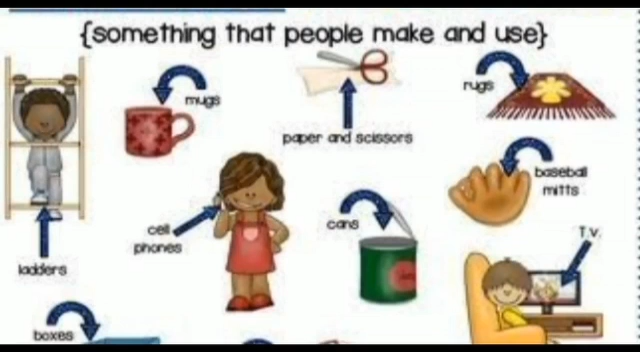 {something that people make and use}
mugs
rugs
paper and scissors
baseball
mitts
cell
phones
cans
T.V.
ladders
boxes